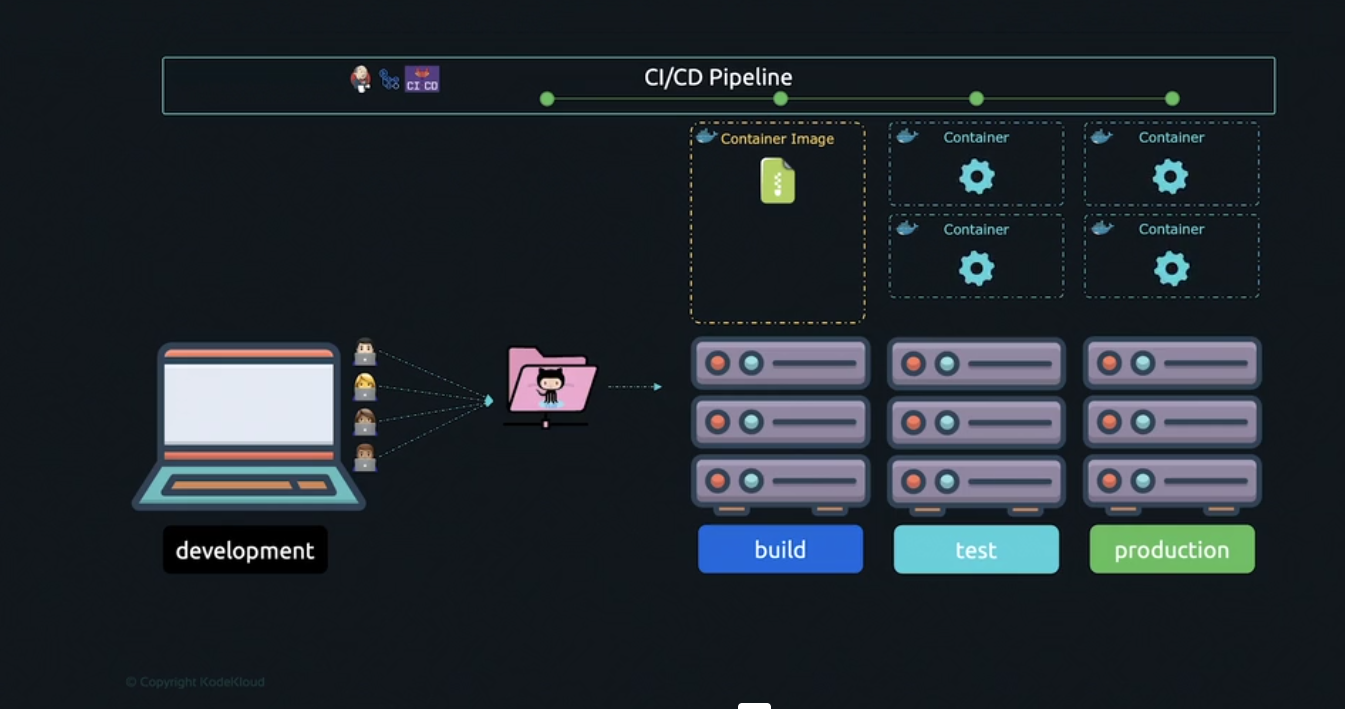 CI/CD Pipeline
CI CD
Container Image
Container
Container
Container
Container
development
build
test
production
© Copyright KodeKloud